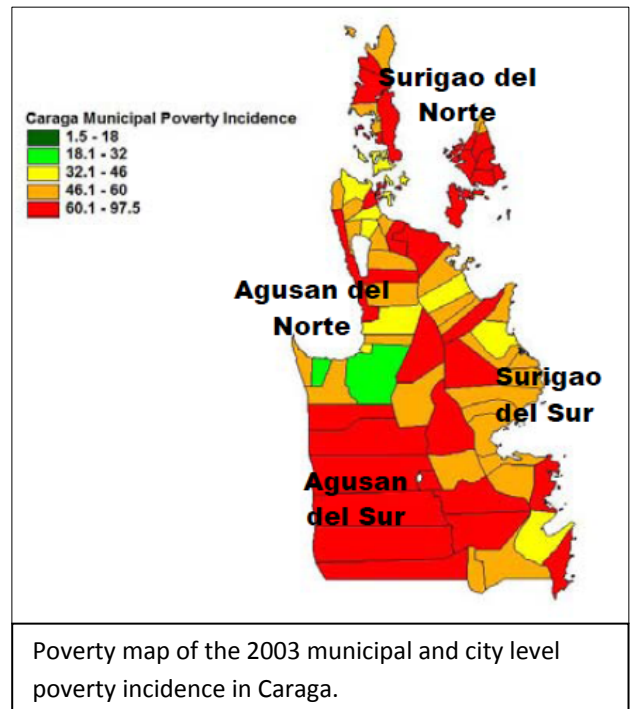 Surigao del
Norte
Caraga Municipal Poverty Incidence
1.5 - 18
18.1 - 32
32.1 - 46
46.1 - 60
60.1 - 97.5
Agusan del
Norte
Surigao
del Sur
Agusan
del Sur
Poverty map of the 2003 municipal and city level
poverty incidence in Caraga.